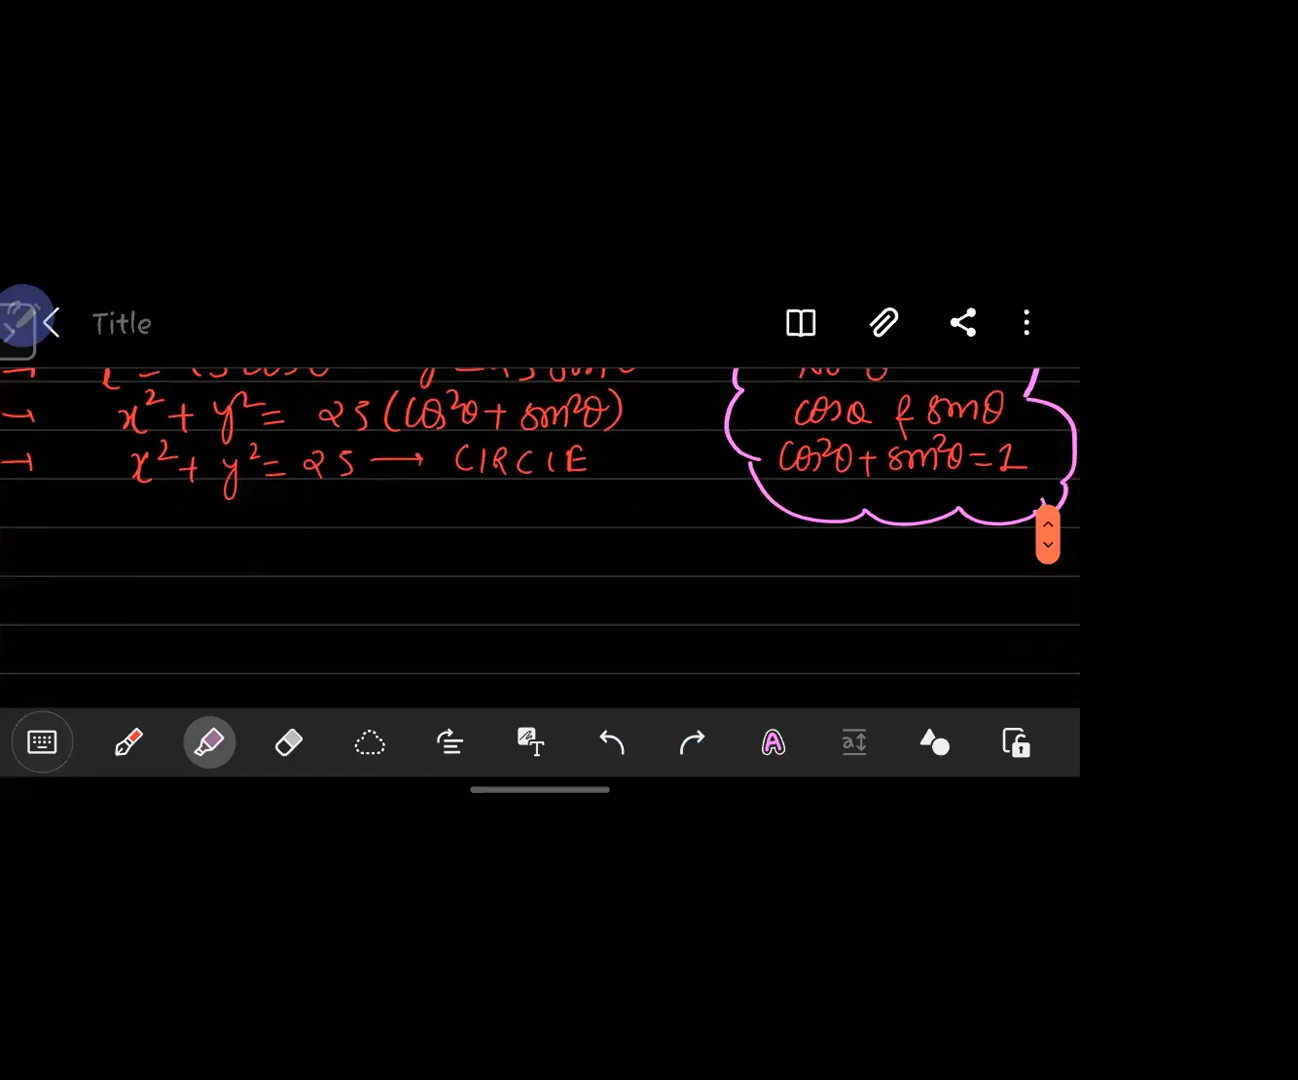 Title
x²+y²= 25(cos²θ+sin²θ)
cosθ & sinθ
x²+y²=25 → CIRCLE
cos²θ+sin²θ=1